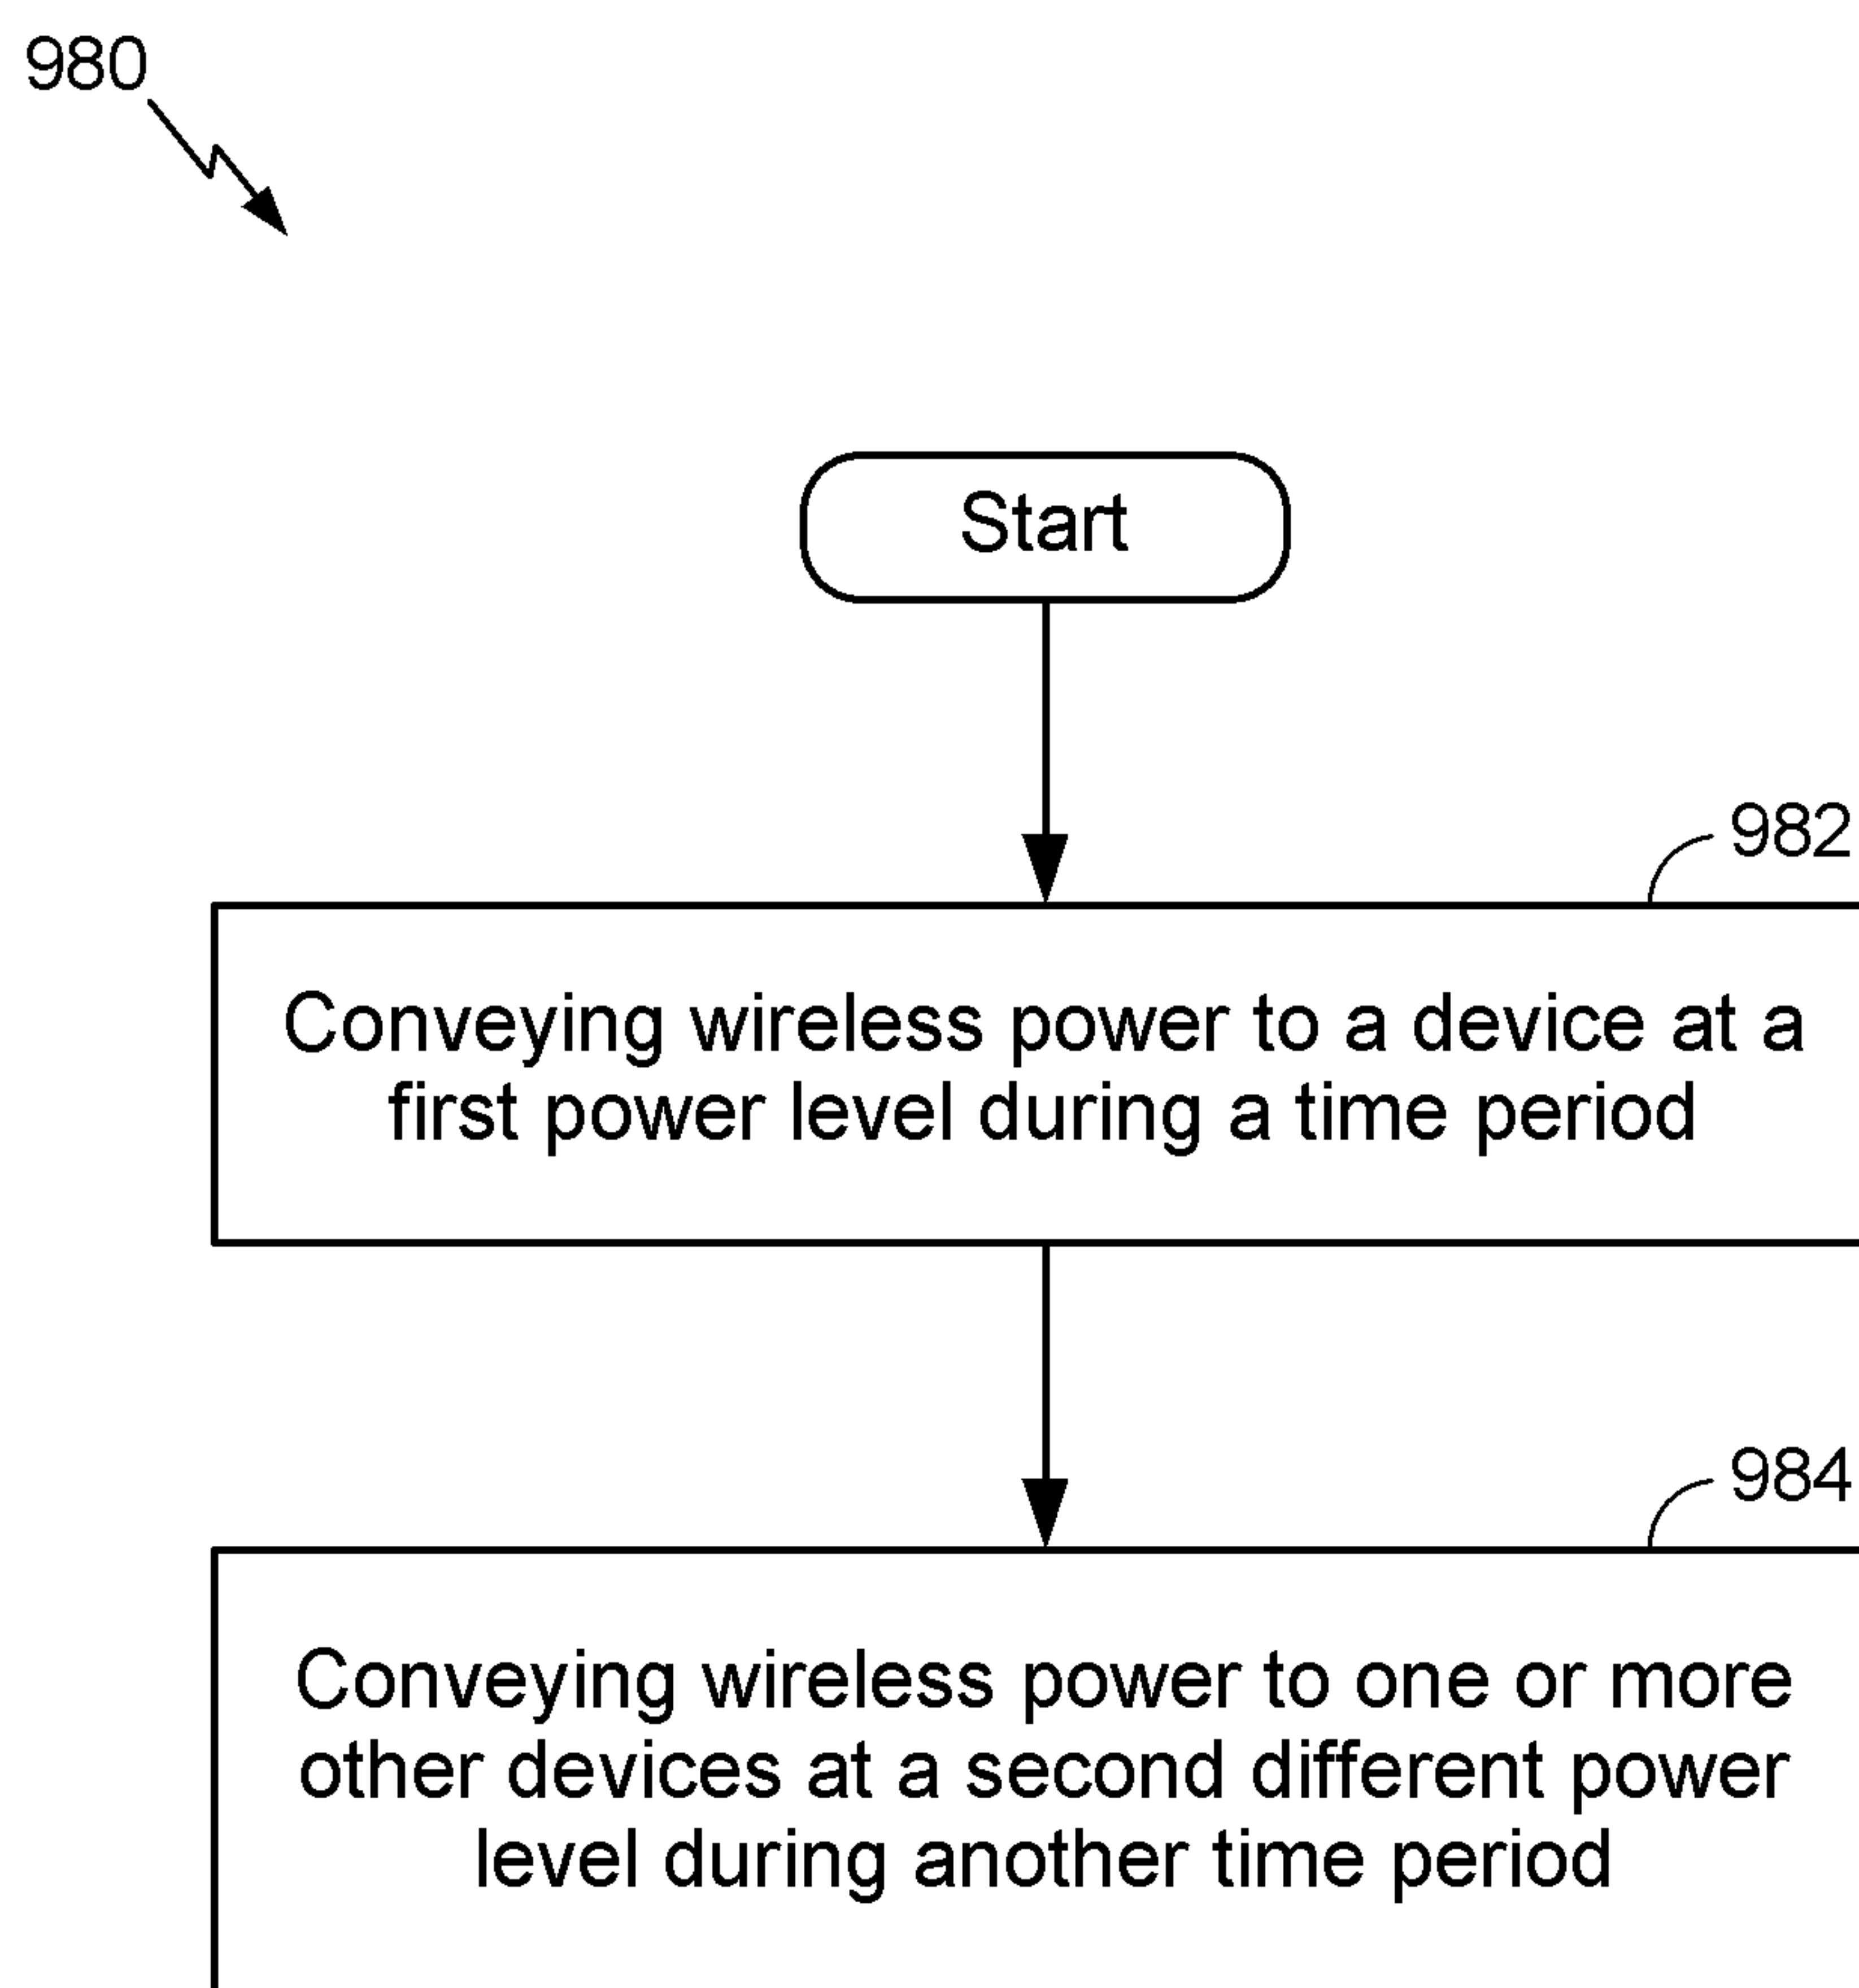 980
Start
982
Conveying wireless power to a device at a
first power level during a time period
984
Conveying wireless power to one or more
other devices at a second different power
level during another time period